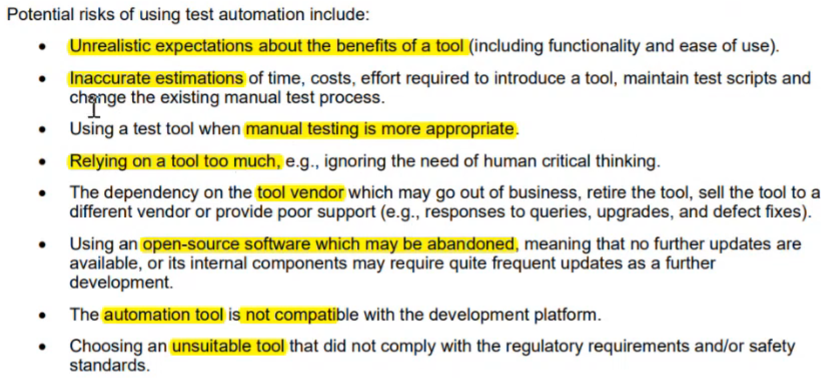 Potential risks of using test automation include:
• Unrealistic expectations about the benefits of a tool (including functionality and ease of use).
• Inaccurate estimations of time, costs, effort required to introduce a tool, maintain test scripts and
change the existing manual test process.
• Using a test tool when manual testing is more appropriate.
• Relying on a tool too much, e.g., ignoring the need of human critical thinking.
• The dependency on the tool vendor which may go out of business, retire the tool, sell the tool to a
different vendor or provide poor support (e.g., responses to queries, upgrades, and defect fixes).
• Using an open-source software which may be abandoned, meaning that no further updates are
available, or its internal components may require quite frequent updates as a further
development.
• The automation tool is not compatible with the development platform.
• Choosing an unsuitable tool that did not comply with the regulatory requirements and/or safety
standards.